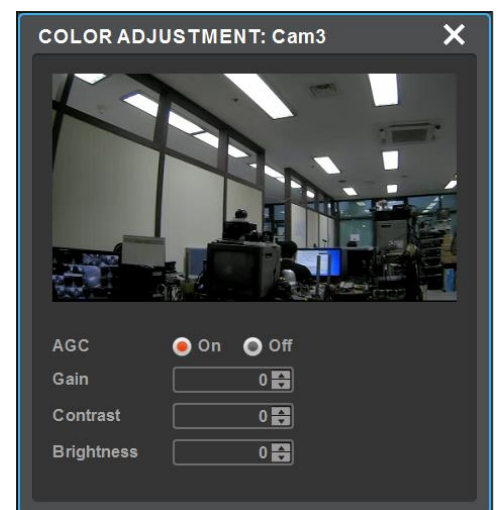 COLOR ADJUSTMENT: Cam3
AGC On Off
Gain 0
Contrast 0
Brightness 0